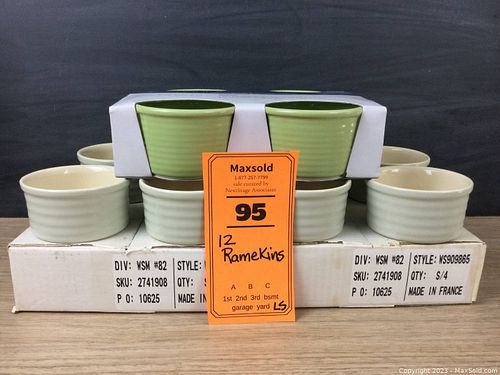 Maxsold
1-877-257-7799
sale curated by
NextStage Associates
95
12
Ramekins
A B C
1st 2nd 3rd bsmt
garage yard LS
DIV: WSM #82 STYLE:
SKU: 2741908 QTY:
P O: 10625 MADE IN
DIV: WSM #82 STYLE: WS909865
SKU: 2741908 QTY: S/4
P O: 10625 MADE IN FRANCE
Copyright 2023 - MaxSold.com